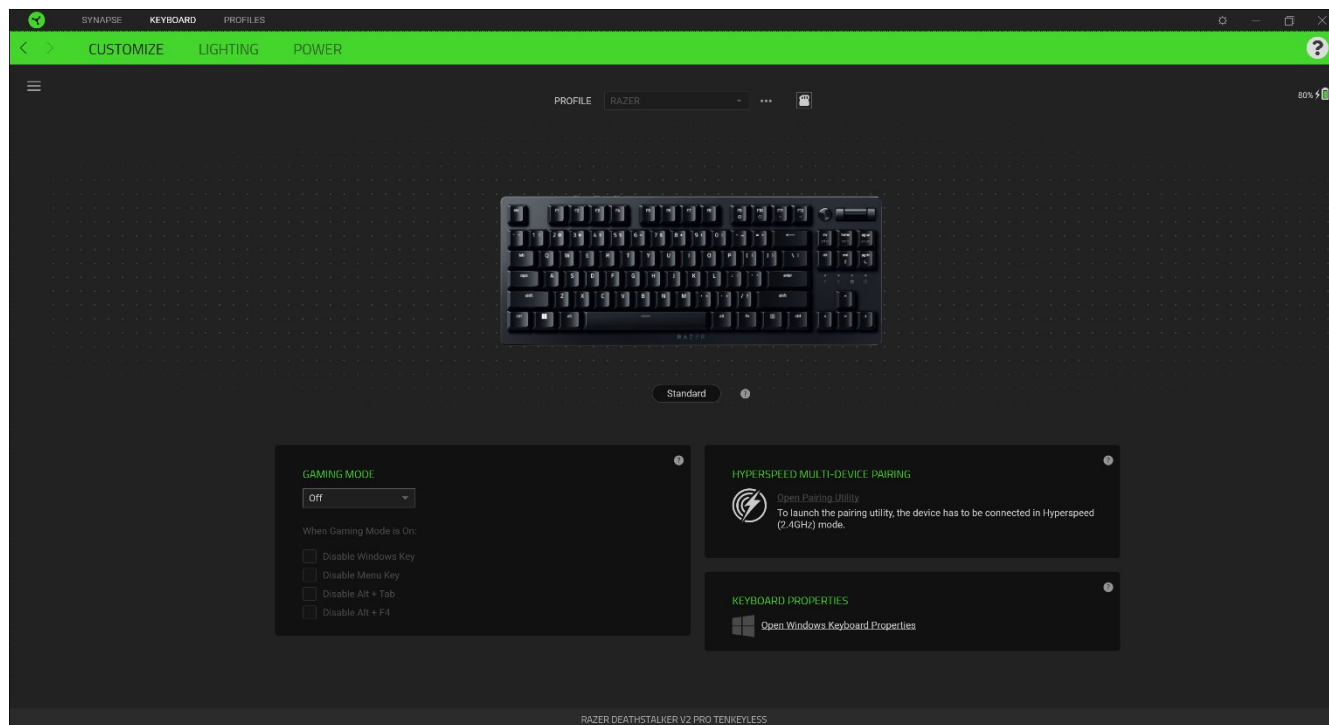 SYNAPSE KEYBOARD PROFILES
CUSTOMIZE LIGHTING POWER
?
PROFILE RAZER
80%
RAZER
Standard ?
GAMING MODE ?
Off
When Gaming Mode is On:
Disable Windows Key
Disable Menu Key
Disable Alt + Tab
Disable Alt + F4
HYPERSPEED MULTI-DEVICE PAIRING ?
Open Pairing Utility
To launch the pairing utility, the device has to be connected in Hyperspeed
(2.4GHz) mode.
KEYBOARD PROPERTIES ?
Open Windows Keyboard Properties
RAZER DEATHSTALKER V2 PRO TENKEYLESS